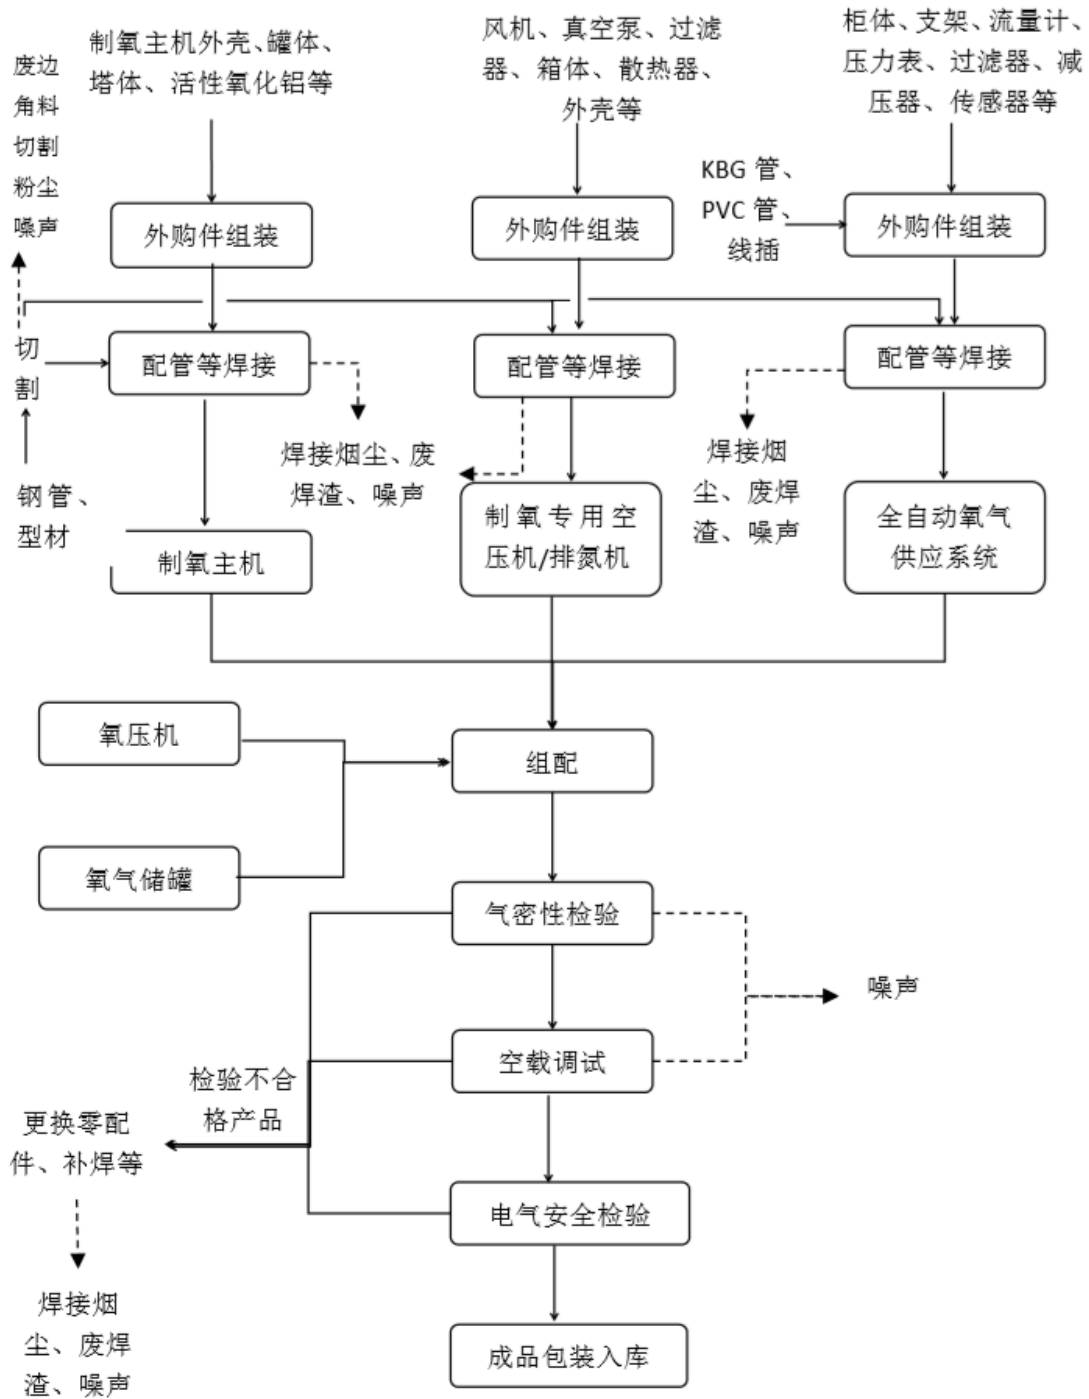 废边
角料
切割
粉尘
噪声
制氧主机外壳、罐体、
塔体、活性氧化铝等
风机、真空泵、过滤
器、箱体、散热器、
外壳等
柜体、支架、流量计、
压力表、过滤器、减
压器、传感器等
KBG 管、
PVC 管、
线插
外购件组装
外购件组装
外购件组装
切
割
配管等焊接
配管等焊接
配管等焊接
钢管、
型材
焊接烟尘、废
焊渣、噪声
焊接烟
尘、废焊
渣、噪声
制氧主机
制氧专用空
压机/排氮机
全自动氧气
供应系统
氧压机
组配
氧气储罐
气密性检验
噪声
空载调试
检验不合
格产品
更换零配
件、补焊等
电气安全检验
焊接烟
尘、废焊
渣、噪声
成品包装入库